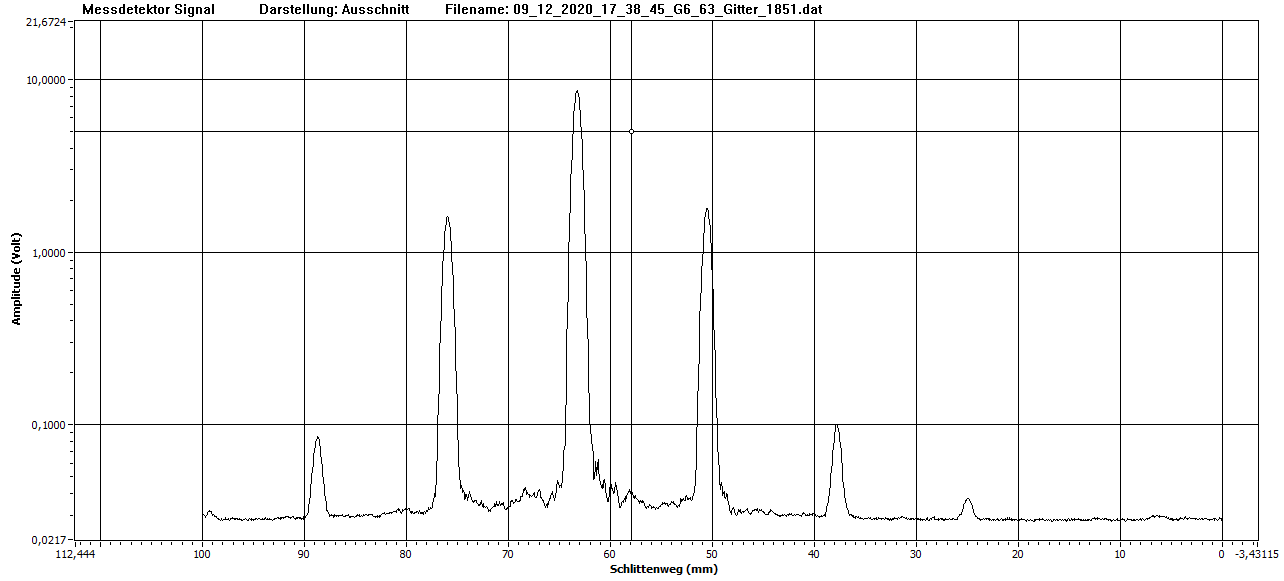 Messdetektor Signal Darstellung: Ausschnitt Filename: 09_12_2020_17_38_45_G6_63_Gitter_1851.dat
21,6724
10,0000
1,0000
0,1000
0,0217
Amplitude (Volt)
112,444 100 90 80 70 60 50 40 30 20 10 0 -3,43115
Schlittenweg (mm)